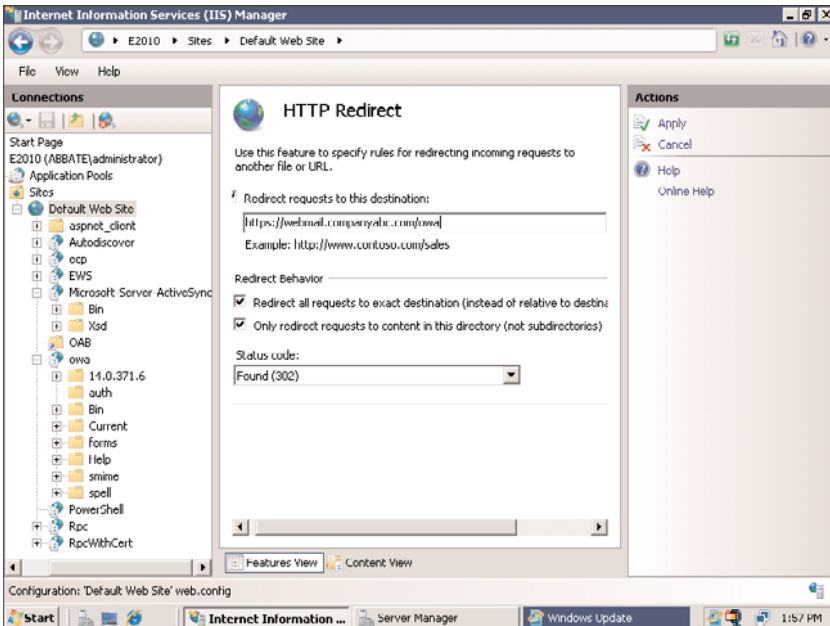 Internet Information Services (IIS) Manager
E2010 Sites Default Web Site
File View Help
Connections
Start Page
E2010 (ABBATE\administrator)
Application Pools
Sites
Default Web Site
aspnet_client
Autodiscover
ecp
EWS
Microsoft-Server-ActiveSync
Bin
Xsd
OAB
owa
14.0.371.6
auth
Bin
Current
forms
Help
smime
spell
PowerShell
Rpc
RpcWithCert
HTTP Redirect
Use this feature to specify rules for redirecting incoming requests to
another file or URL.
Redirect requests to this destination:
https://webmail.companyabc.com/owa
Example: http://www.contoso.com/sales
Redirect Behavior
Redirect all requests to exact destination (instead of relative to destina
Only redirect requests to content in this directory (not subdirectories)
Status code:
Found (302)
Features View Content View
Actions
Apply
Cancel
Help
Online Help
Configuration: 'Default Web Site' web.config
Start Internet Information ... Server Manager Windows Update 1:57 PM